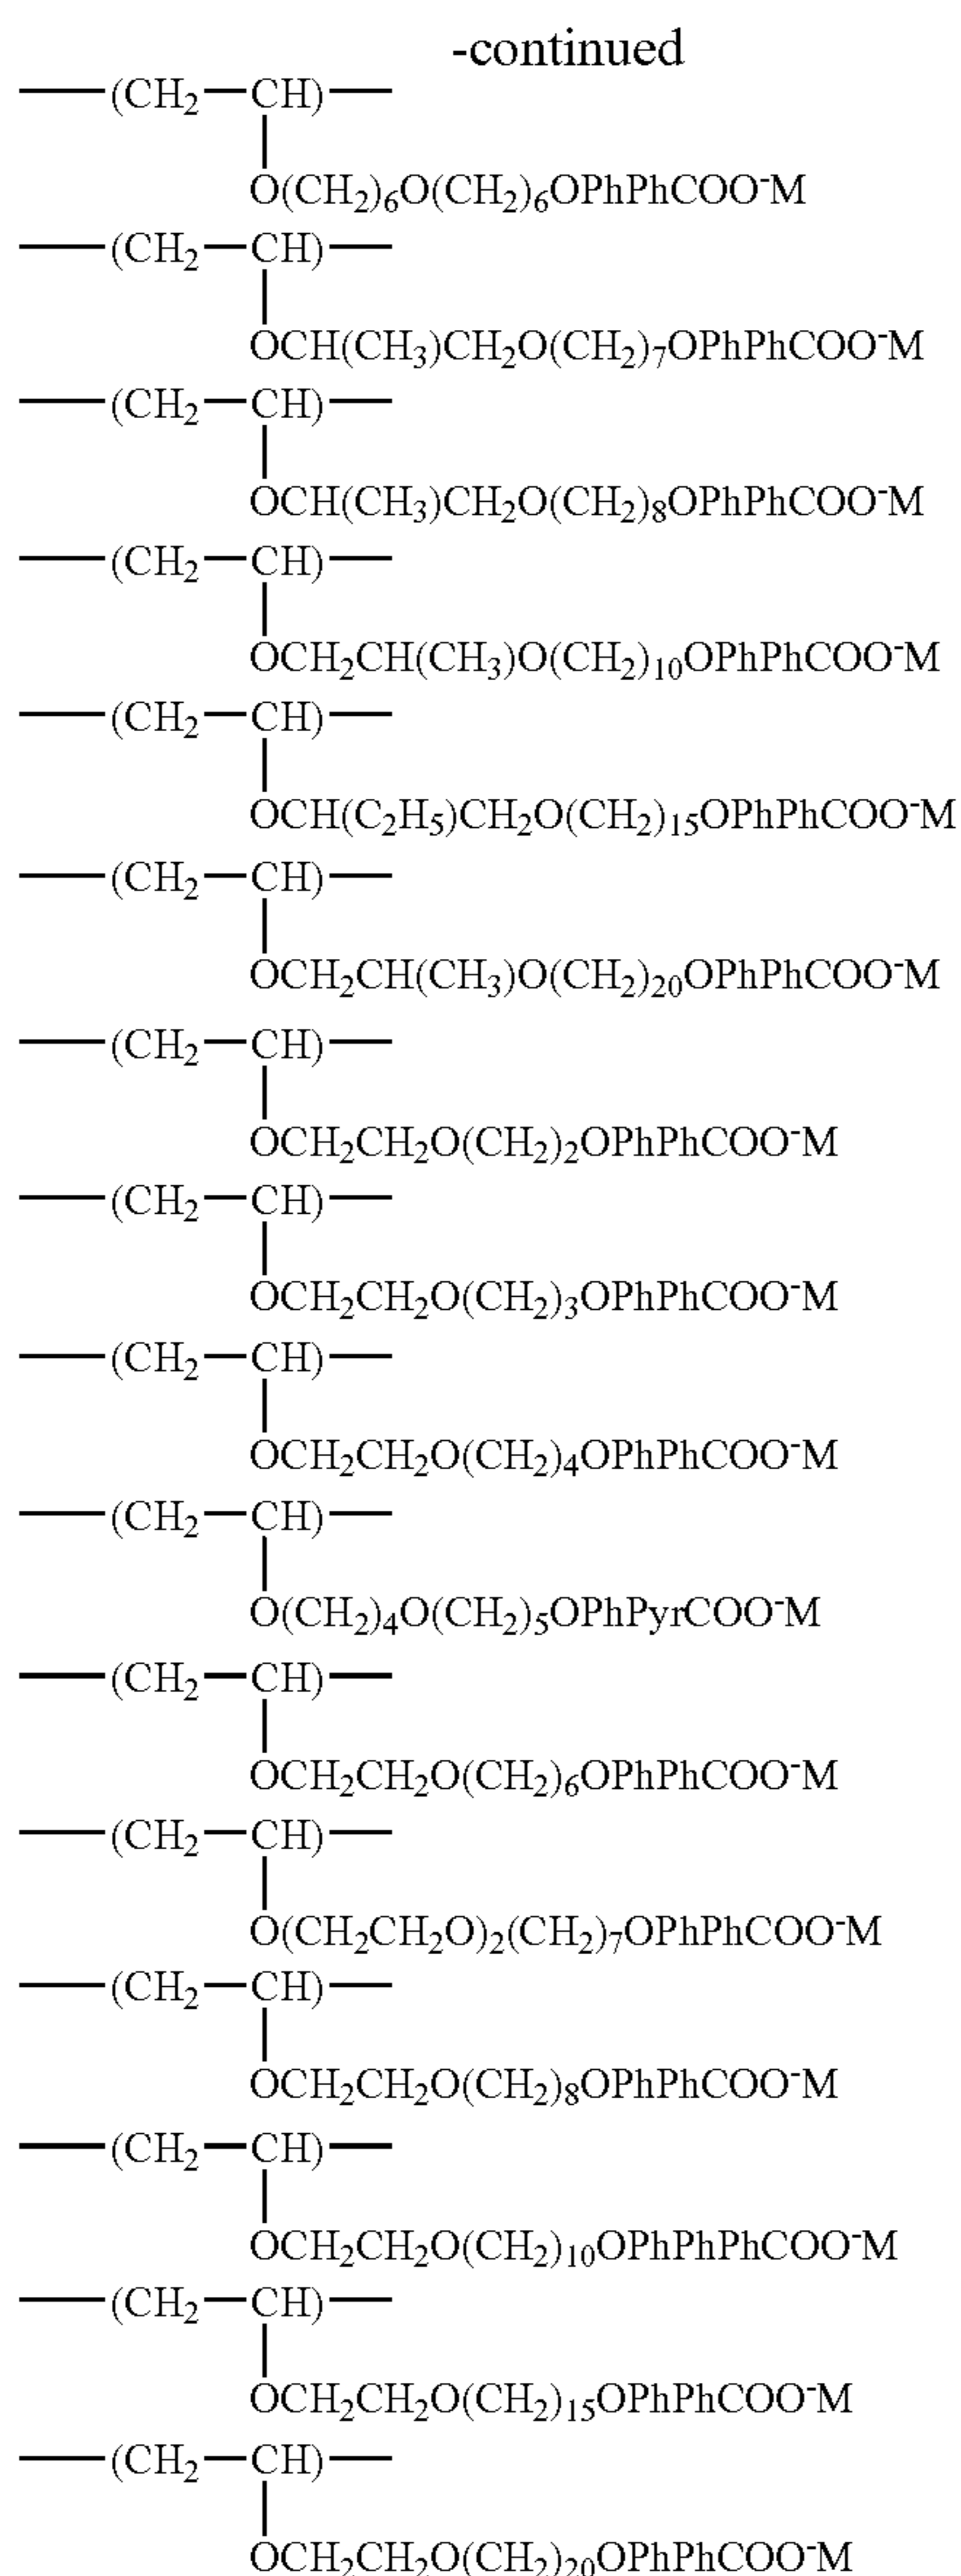 -continued
—(CH₂—CH)—
O(CH₂)₆O(CH₂)₆OPhPhCOO⁻M
—(CH₂—CH)—
OCH(CH₃)CH₂O(CH₂)₇OPhPhCOO⁻M
—(CH₂—CH)—
OCH(CH₃)CH₂O(CH₂)₈OPhPhCOO⁻M
—(CH₂—CH)—
OCH₂CH(CH₃)O(CH₂)₁₀OPhPhCOO⁻M
—(CH₂—CH)—
OCH(C₂H₅)CH₂O(CH₂)₁₅OPhPhCOO⁻M
—(CH₂—CH)—
OCH₂CH(CH₃)O(CH₂)₂₀OPhPhCOO⁻M
—(CH₂—CH)—
OCH₂CH₂O(CH₂)₂OPhPhCOO⁻M
—(CH₂—CH)—
OCH₂CH₂O(CH₂)₃OPhPhCOO⁻M
—(CH₂—CH)—
OCH₂CH₂O(CH₂)₄OPhPhCOO⁻M
—(CH₂—CH)—
O(CH₂)₄O(CH₂)₅OPhPyrCOO⁻M
—(CH₂—CH)—
OCH₂CH₂O(CH₂)₆OPhPhCOO⁻M
—(CH₂—CH)—
O(CH₂CH₂O)₂(CH₂)₇OPhPhCOO⁻M
—(CH₂—CH)—
OCH₂CH₂O(CH₂)₈OPhPhCOO⁻M
—(CH₂—CH)—
OCH₂CH₂O(CH₂)₁₀OPhPhPhCOO⁻M
—(CH₂—CH)—
OCH₂CH₂O(CH₂)₁₅OPhPhCOO⁻M
—(CH₂—CH)—
OCH₂CH₂O(CH₂)₂₀OPhPhCOO⁻M